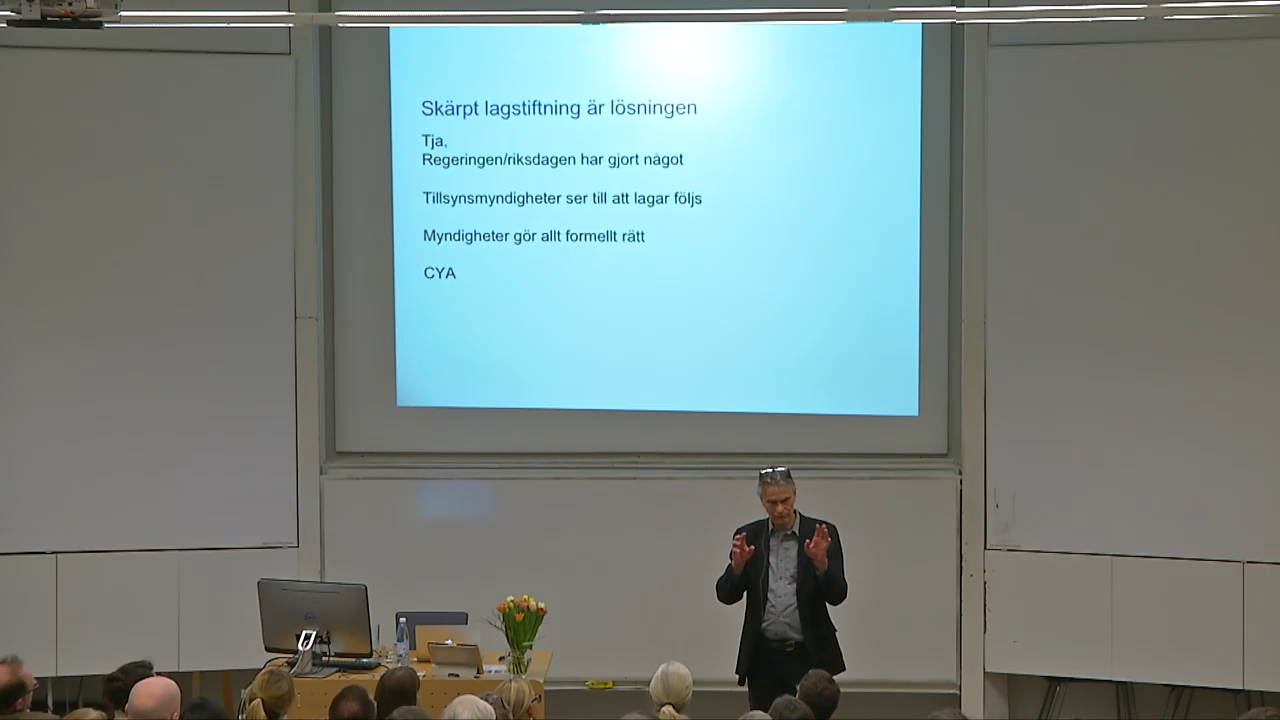 Skärpt lagstiftning är lösningen
Tja,
Regeringen/riksdagen har gjort något
Tillsynsmyndigheter ser till att lagar följs
Myndigheter gör allt formellt rätt
CYA